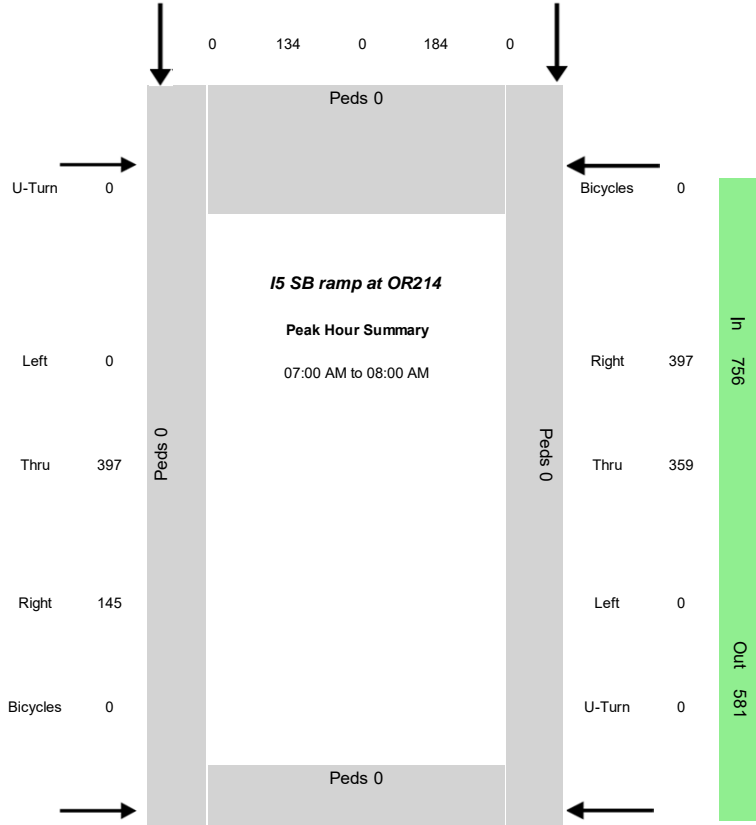 0 134 0 184 0
Peds 0
U-Turn 0
Bicycles 0
I5 SB ramp at OR214
Peak Hour Summary
07:00 AM to 08:00 AM
In 756
Left 0
Right 397
Thru 397
Peds 0
Peds 0
Thru 359
Right 145
Left 0
Out 581
Bicycles 0
U-Turn 0
Peds 0